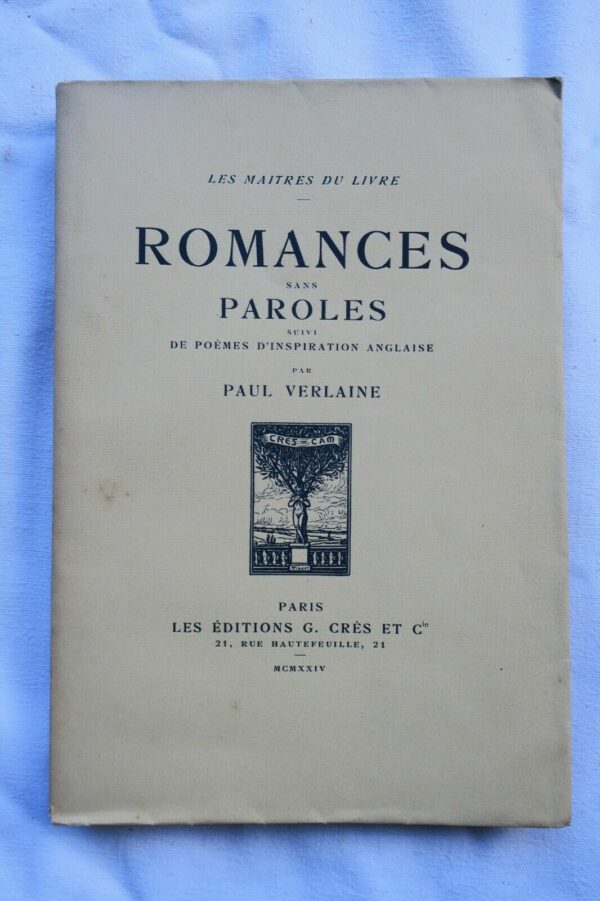 LES MAITRES DU LIVRE
ROMANCES
SANS
PAROLES
SUIVI
DE POÈMES D'INSPIRATION ANGLAISE
PAR
PAUL VERLAINE
CRES = CAM
PARIS
LES ÉDITIONS G. CRÈS ET Cie
21, RUE HAUTEFEUILLE, 21
MCMXXIV